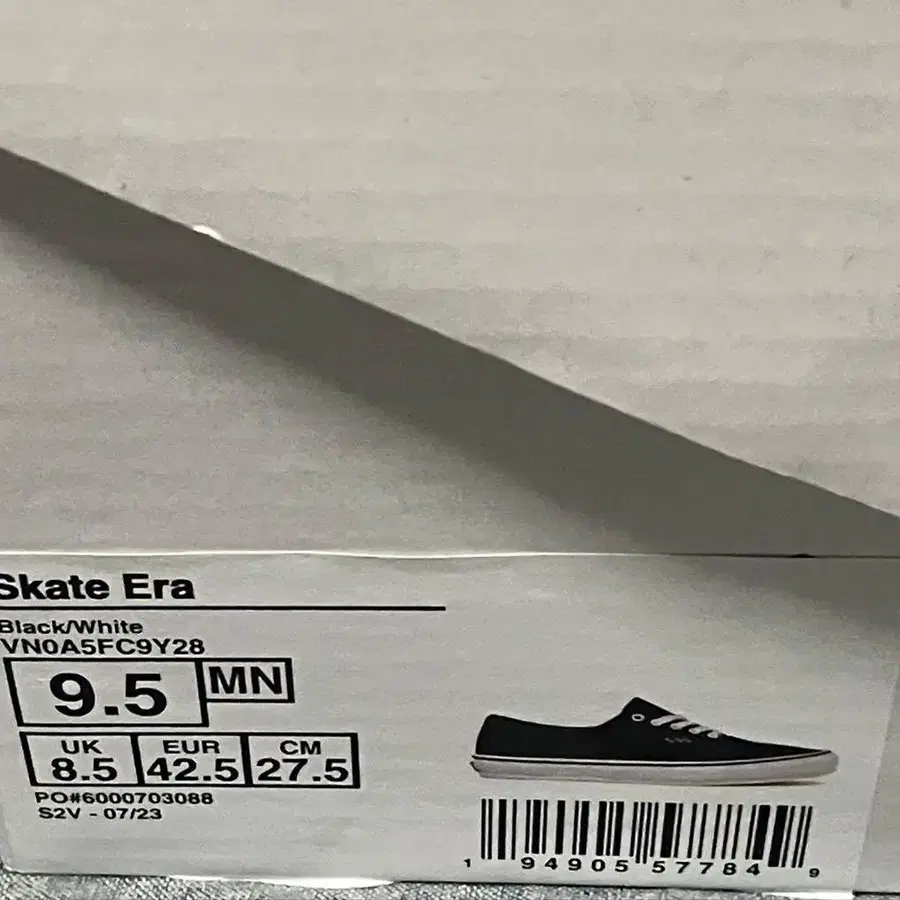 Skate Era
Black/White
VN0A5FC9Y28
9.5 MN
UK EUR CM
8.5 42.5 27.5
PO#6000703088
S2V - 07/23
1 94905 57784 9